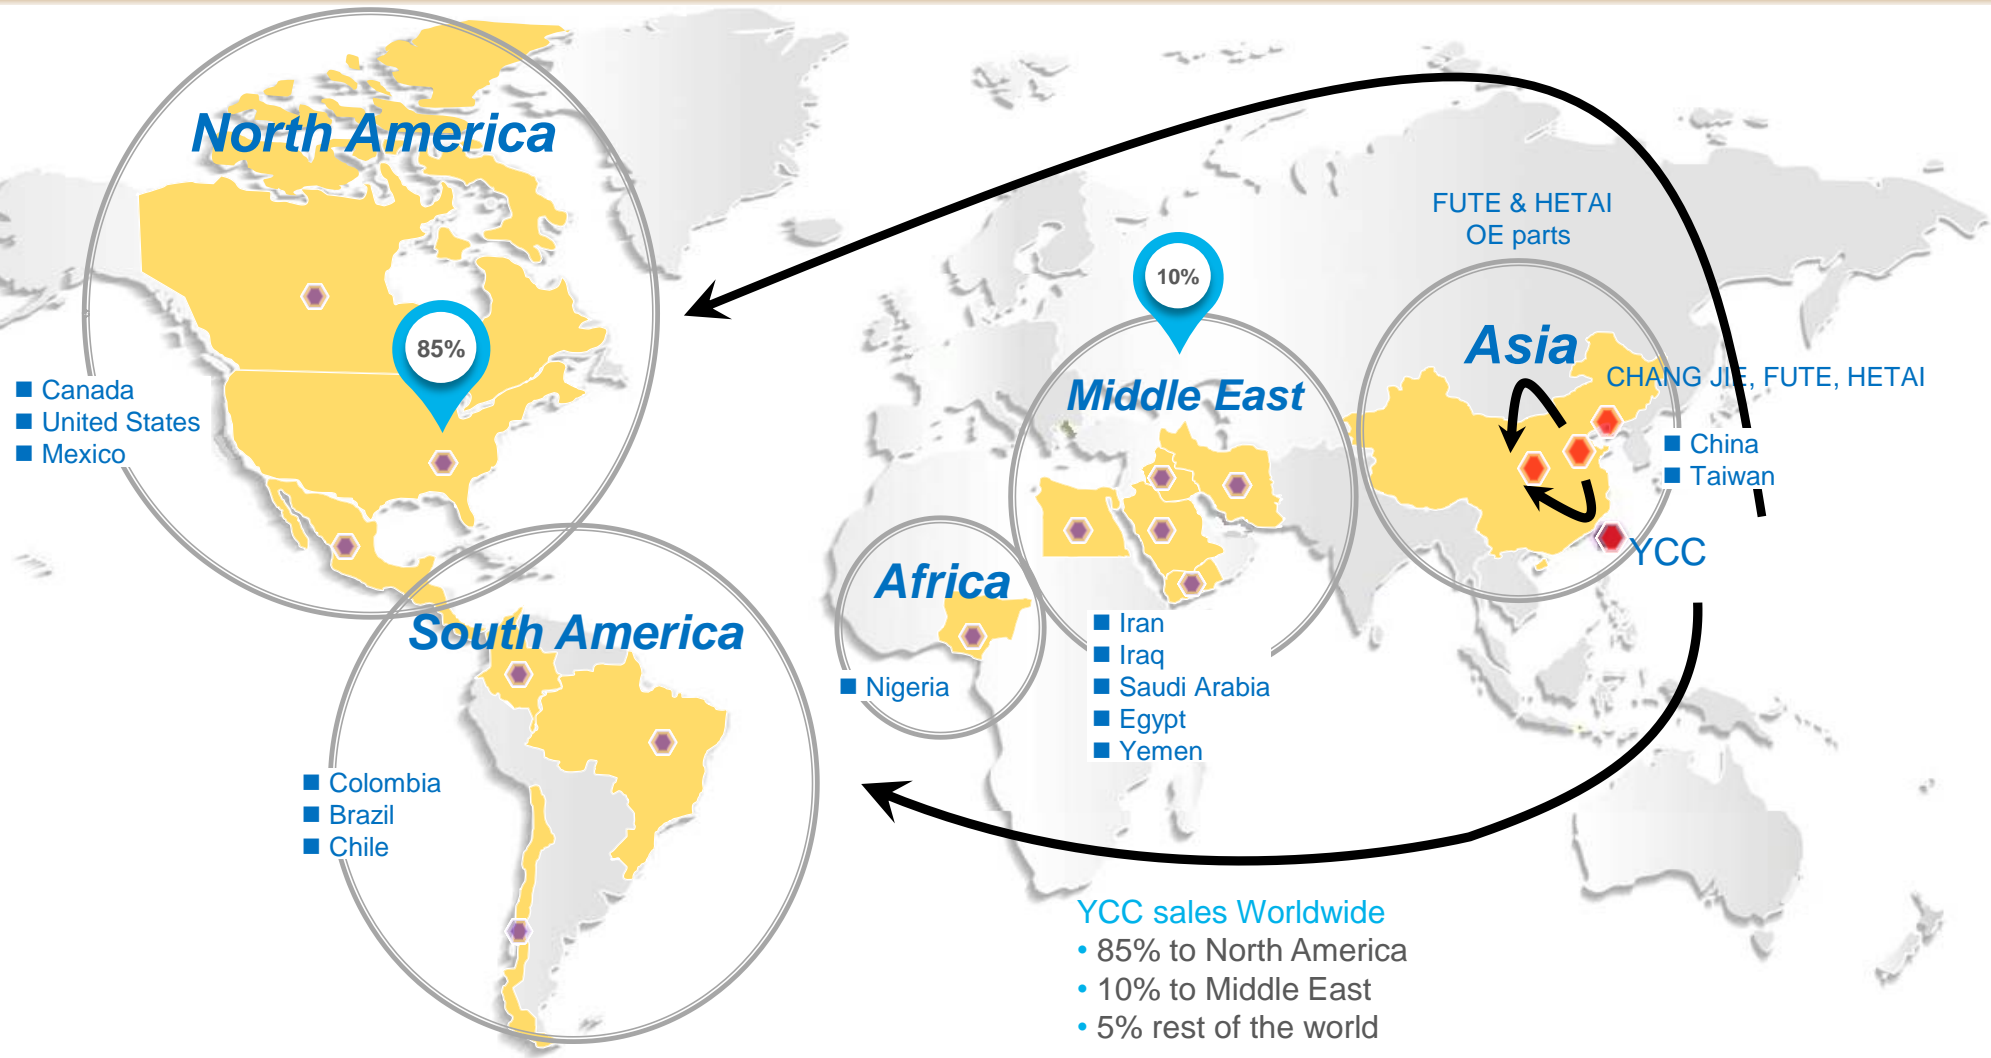 North America
85%
Canada
United States
Mexico
South America
Colombia
Brazil
Chile
Africa
Nigeria
10%
Middle East
Iran
Iraq
Saudi Arabia
Egypt
Yemen
FUTE & HETAI
OE parts
Asia
CHANG JIE, FUTE, HETAI
China
Taiwan
YCC
YCC sales Worldwide
• 85% to North America
• 10% to Middle East
• 5% rest of the world